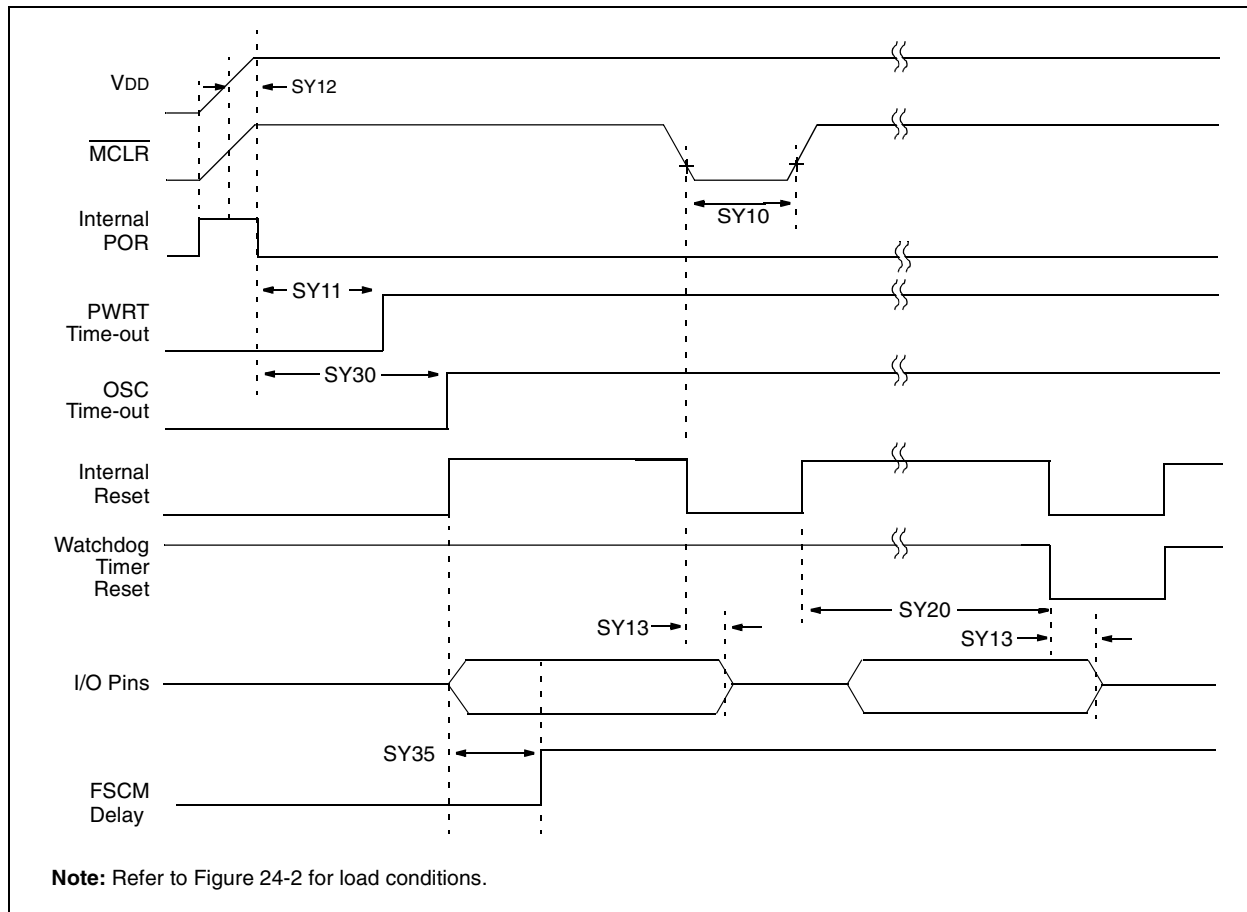 VDD
SY12
MCLR
SY10
Internal
POR
SY11
PWRT
Time-out
SY30
OSC
Time-out
Internal
Reset
Watchdog
Timer
Reset
SY20
SY13
SY13
I/O Pins
SY35
FSCM
Delay
Note: Refer to Figure 24-2 for load conditions.